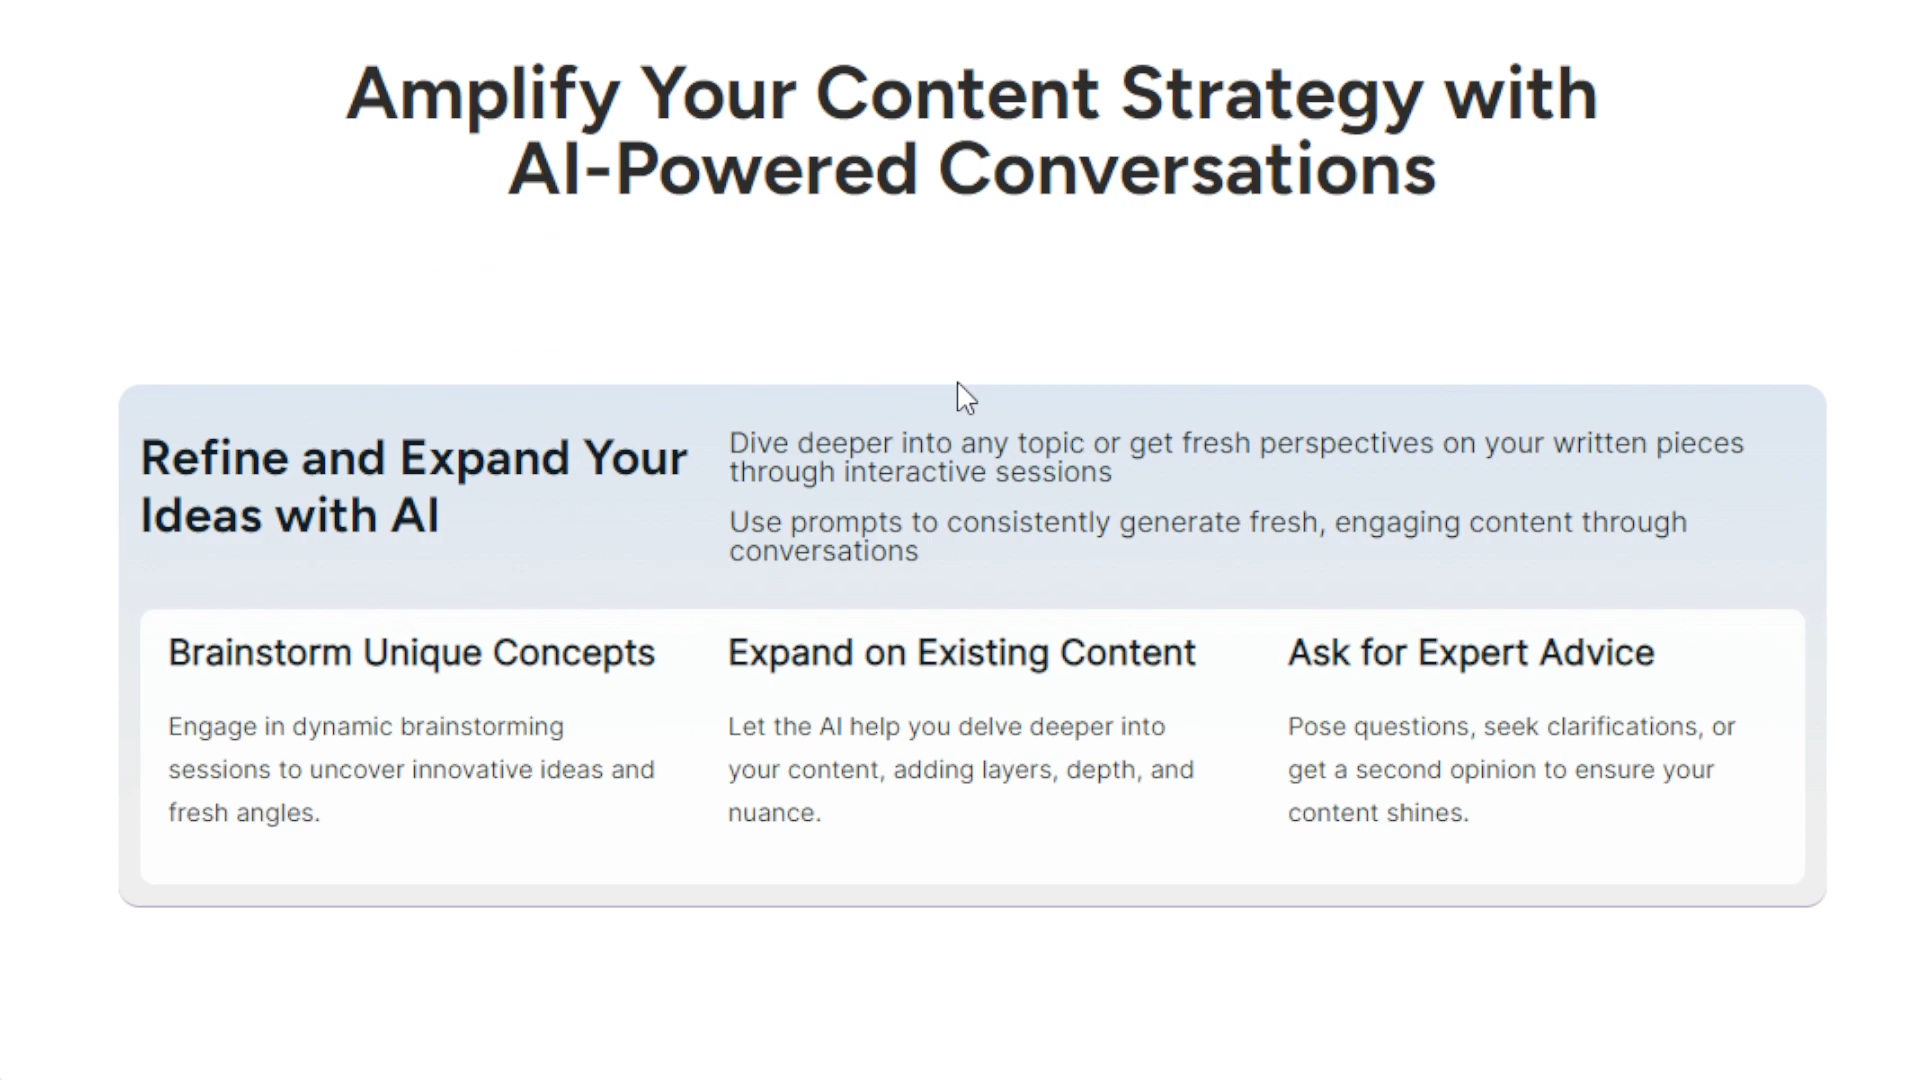 Amplify Your Content Strategy with
AI-Powered Conversations
Refine and Expand Your
Ideas with AI
Dive deeper into any topic or get fresh perspectives on your written pieces
through interactive sessions
Use prompts to consistently generate fresh, engaging content through
conversations
Brainstorm Unique Concepts
Engage in dynamic brainstorming
sessions to uncover innovative ideas and
fresh angles.
Expand on Existing Content
Let the AI help you delve deeper into
your content, adding layers, depth, and
nuance.
Ask for Expert Advice
Pose questions, seek clarifications, or
get a second opinion to ensure your
content shines.